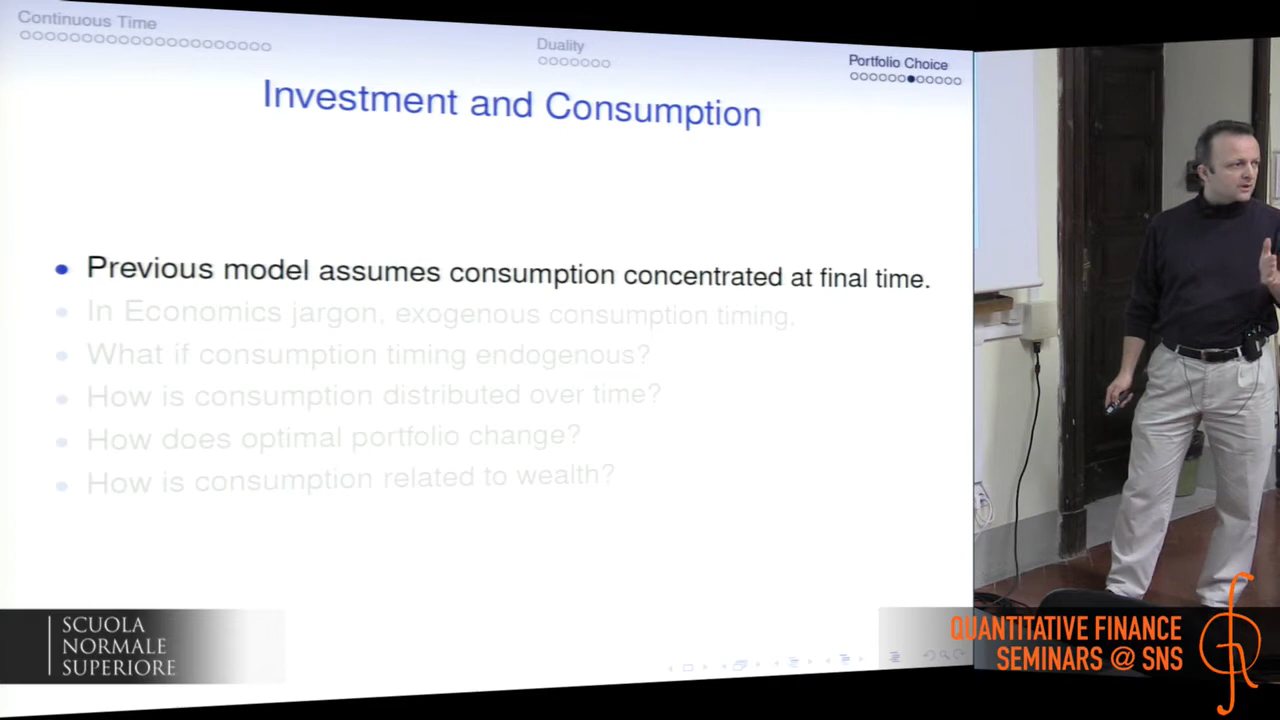 Continuous Time
Duality
Portfolio Choice
Investment and Consumption
Previous model assumes consumption concentrated at final time.
In Economics jargon, exogenous consumption timing.
What if consumption timing endogenous?
How is consumption distributed over time?
How does optimal portfolio change?
How is consumption related to wealth?
SCUOLA
NORMALE
SUPERIORE
QUANTITATIVE FINANCE
SEMINARS @ SNS